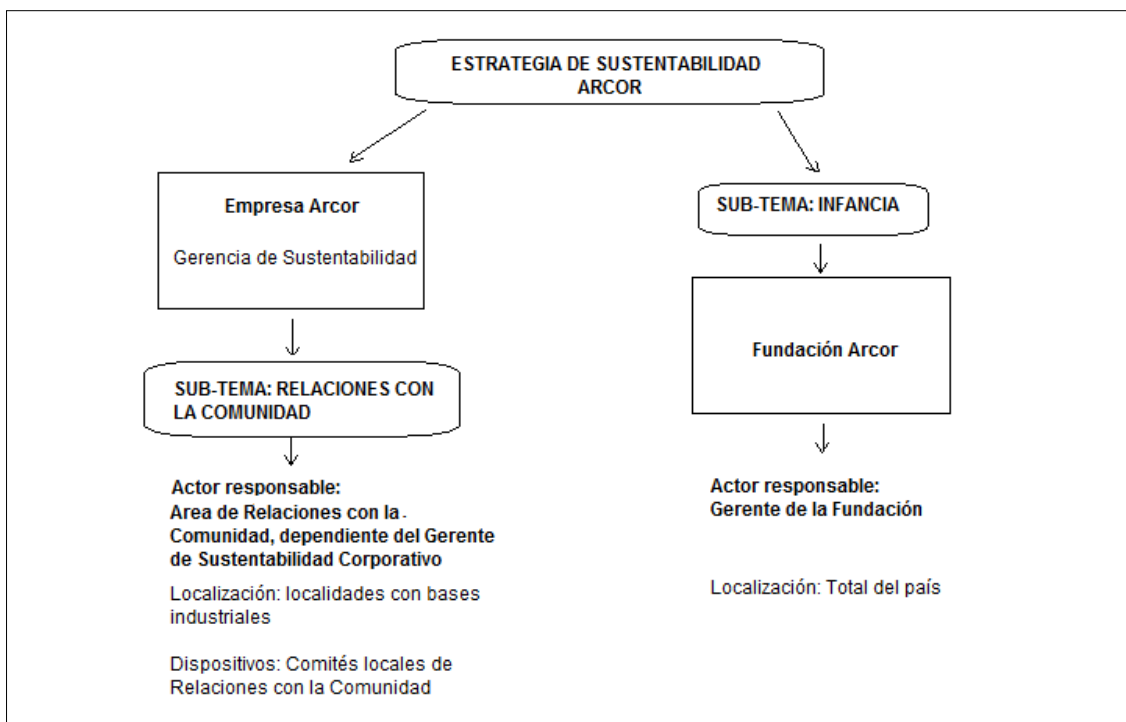 ESTRATEGIA DE SUSTENTABILIDAD
ARCOR
Empresa Arcor
Gerencia de Sustentabilidad
SUB-TEMA: RELACIONES CON
LA COMUNIDAD
Actor responsable:
Area de Relaciones con la
Comunidad, dependiente del Gerente
de Sustentabilidad Corporativo
Localización: localidades con bases
industriales
Dispositivos: Comités locales de
Relaciones con la Comunidad
SUB-TEMA: INFANCIA
Fundación Arcor
Actor responsable:
Gerente de la Fundación
Localización: Total del país